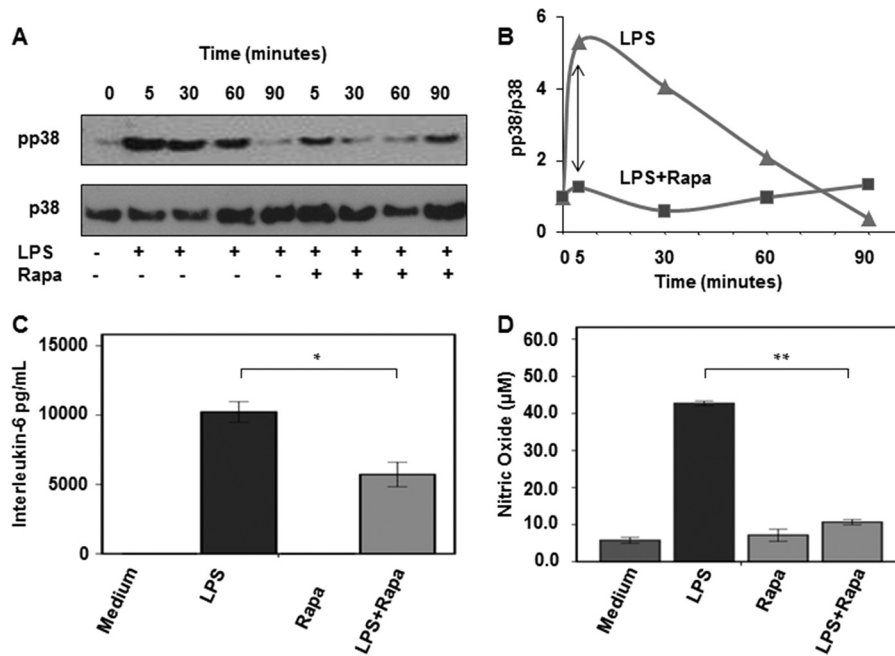 A
Time (minutes)
0 5 30 60 90 5 30 60 90
pp38
p38
LPS - + + + + + + + +
Rapa - - - - - + + + +
B
6
4
2
0
pp38/p38
LPS
LPS+Rapa
0 5 30 60 90
Time (minutes)
C
15000
10000
5000
0
Interleukin-6 pg/mL
*
Medium
LPS
Rapa
LPS+Rapa
D
60.0
50.0
40.0
30.0
20.0
10.0
0.0
Nitric Oxide (µM)
**
Medium
LPS
Rapa
LPS+Rapa